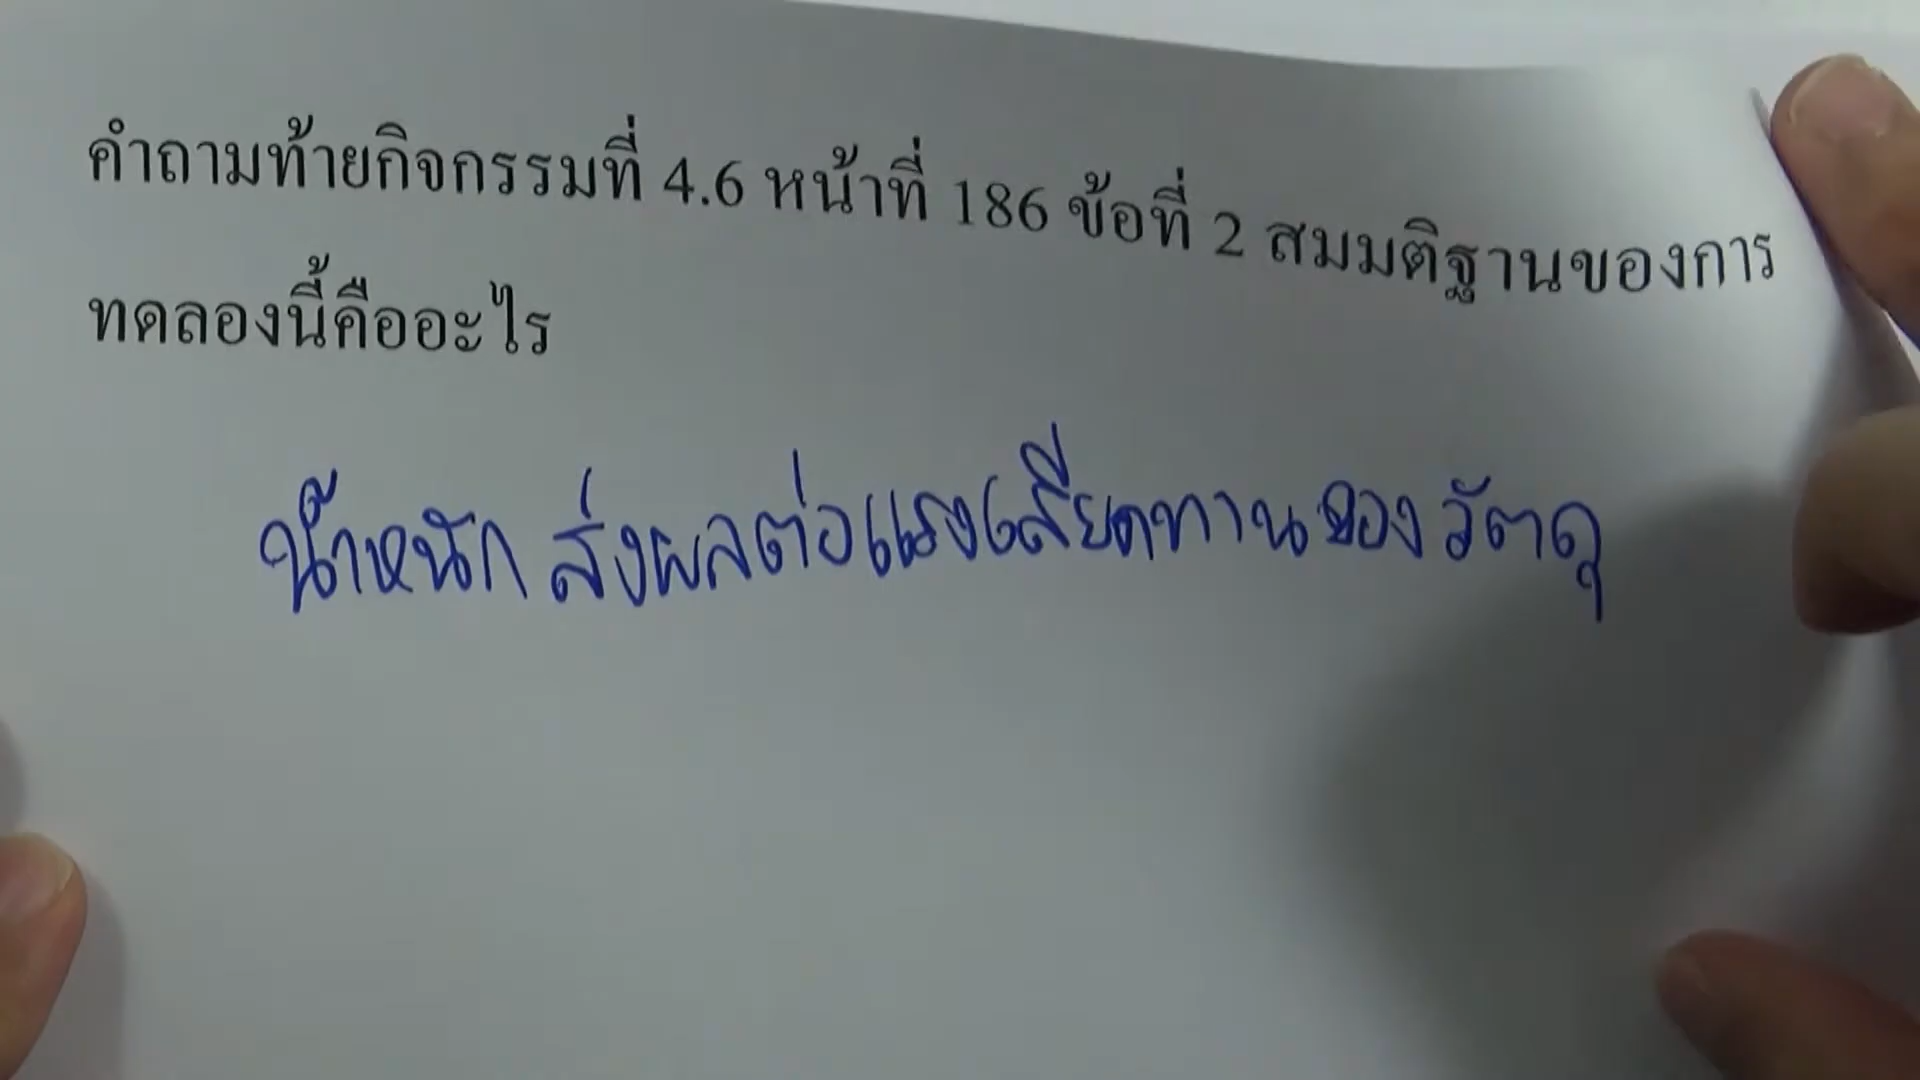 คำถามท้ายกิจกรรมที่ 4.6 หน้าที่ 186 ข้อที่ 2 สมมติฐานของการ
ทดลองนี้คืออะไร
น้ำหนัก ส่งผลต่อแรงเสียดทานของวัตถุ